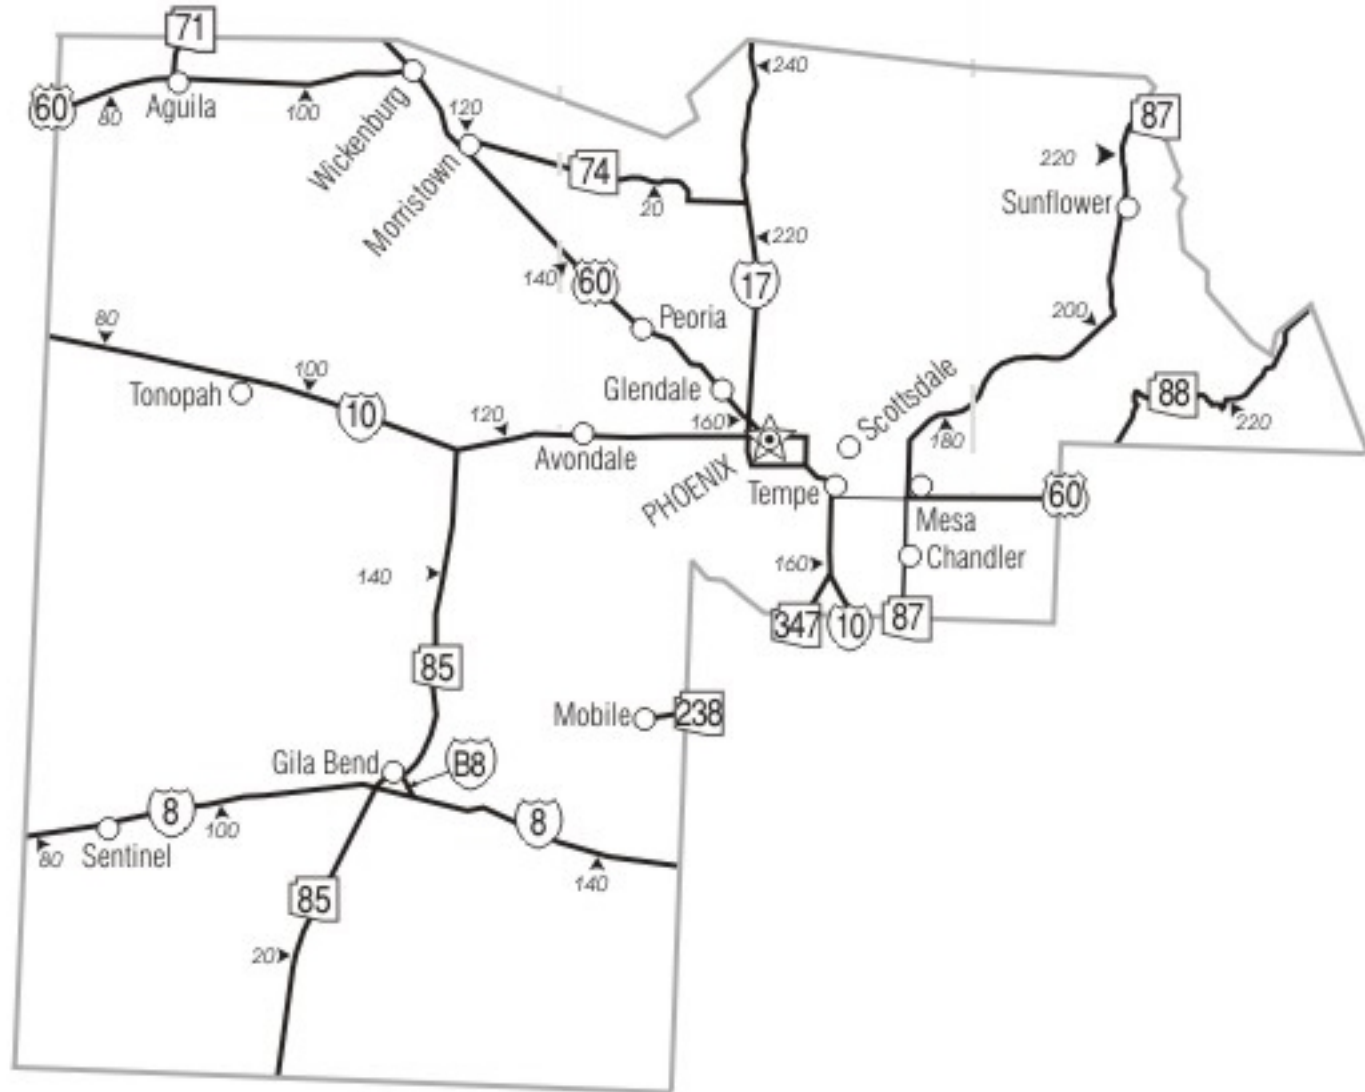 71
240
60
80
Aguila
100
Wickenburg
120
87
Morristown
74
20
220
Sunflower
220
140
60
17
Peoria
200
80
Tonopah
100
10
Glendale
Scottsdale
88
220
120
160
180
Avondale
PHOENIX
Tempe
60
Mesa
Chandler
140
160
347
10
87
85
Mobile
238
Gila Bend
B8
8
100
8
80
Sentinel
140
85
20